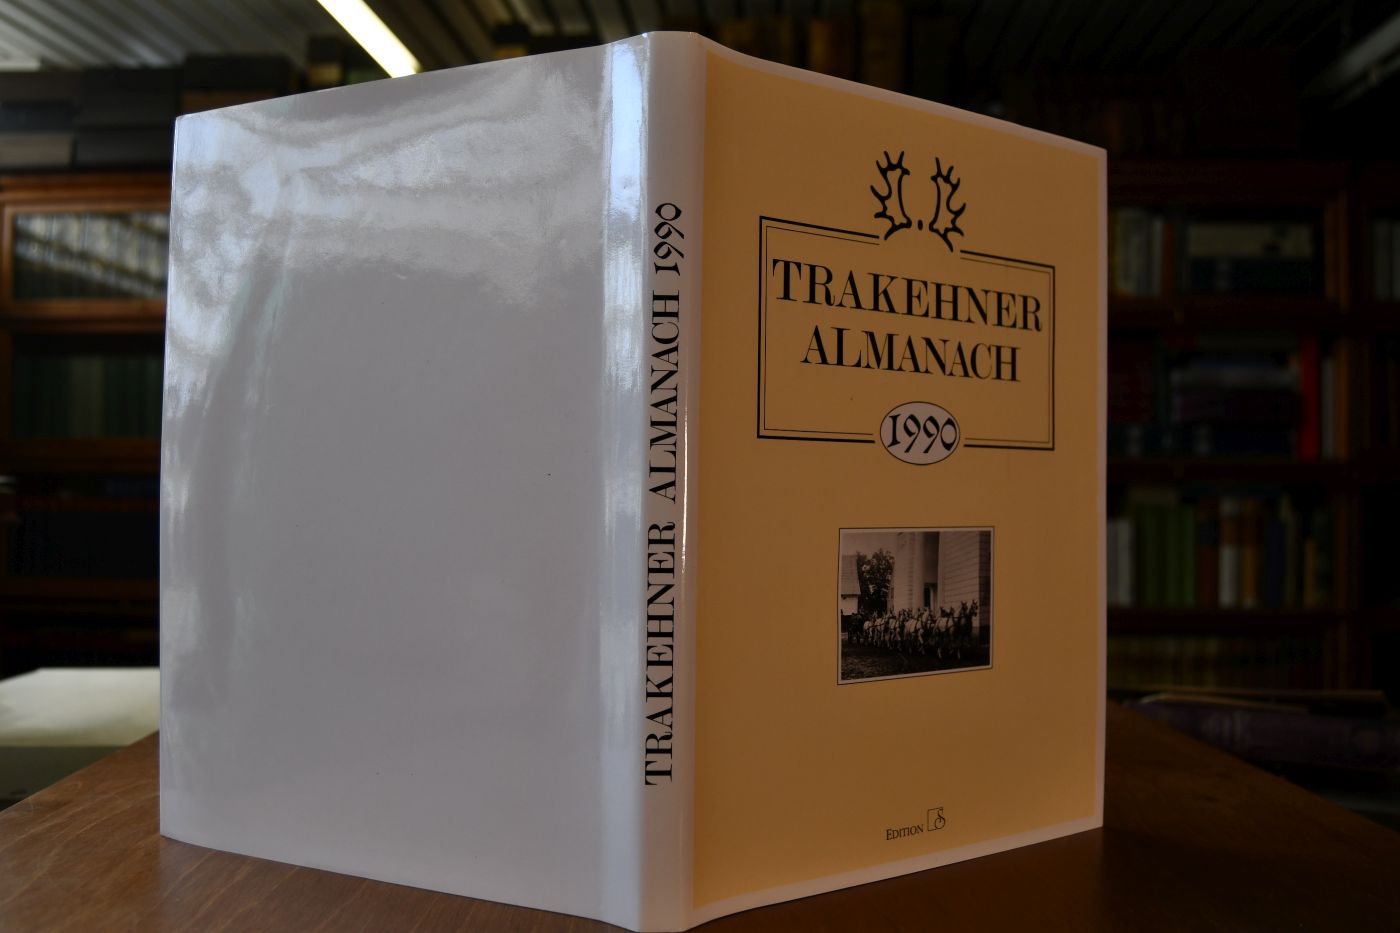 TRAKEHNER ALMANACH 1990
TRAKEHNER
ALMANACH
1990
EDITION